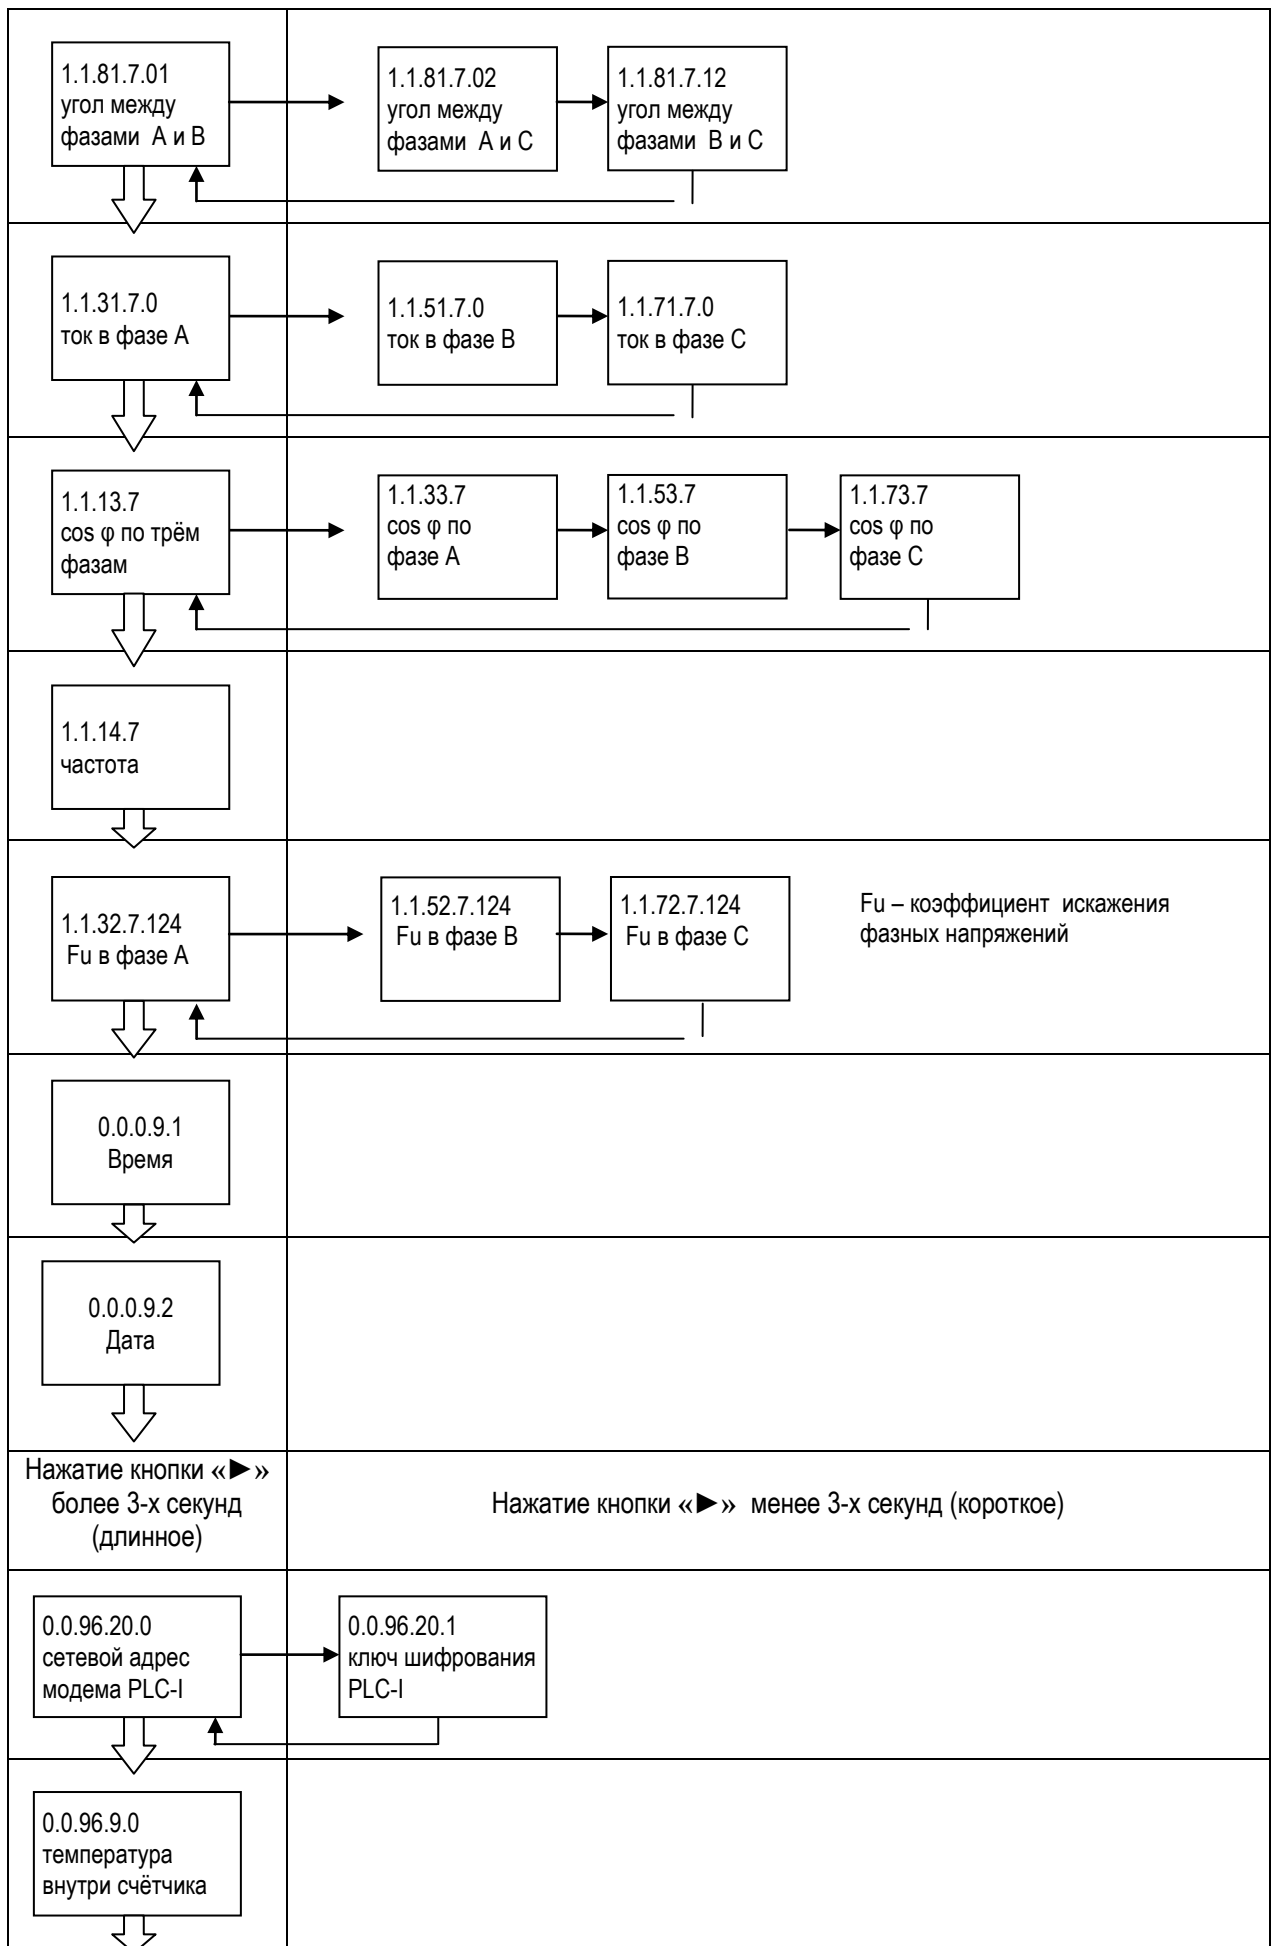 1.1.81.7.01
угол между
фазами А и В
1.1.81.7.02
угол между
фазами А и С
1.1.81.7.12
угол между
фазами В и С
1.1.31.7.0
ток в фазе А
1.1.51.7.0
ток в фазе В
1.1.71.7.0
ток в фазе С
1.1.13.7
cos φ по трём
фазам
1.1.33.7
cos φ по
фазе А
1.1.53.7
cos φ по
фазе В
1.1.73.7
cos φ по
фазе С
1.1.14.7
частота
1.1.32.7.124
Fu в фазе А
1.1.52.7.124
Fu в фазе В
1.1.72.7.124
Fu в фазе С
Fu – коэффициент искажения
фазных напряжений
0.0.0.9.1
Время
0.0.0.9.2
Дата
Нажатие кнопки «►»
более 3-х секунд
(длинное)
Нажатие кнопки «►» менее 3-х секунд (короткое)
0.0.96.20.0
сетевой адрес
модема PLC-I
0.0.96.20.1
ключ шифрования
PLC-I
0.0.96.9.0
температура
внутри счётчика